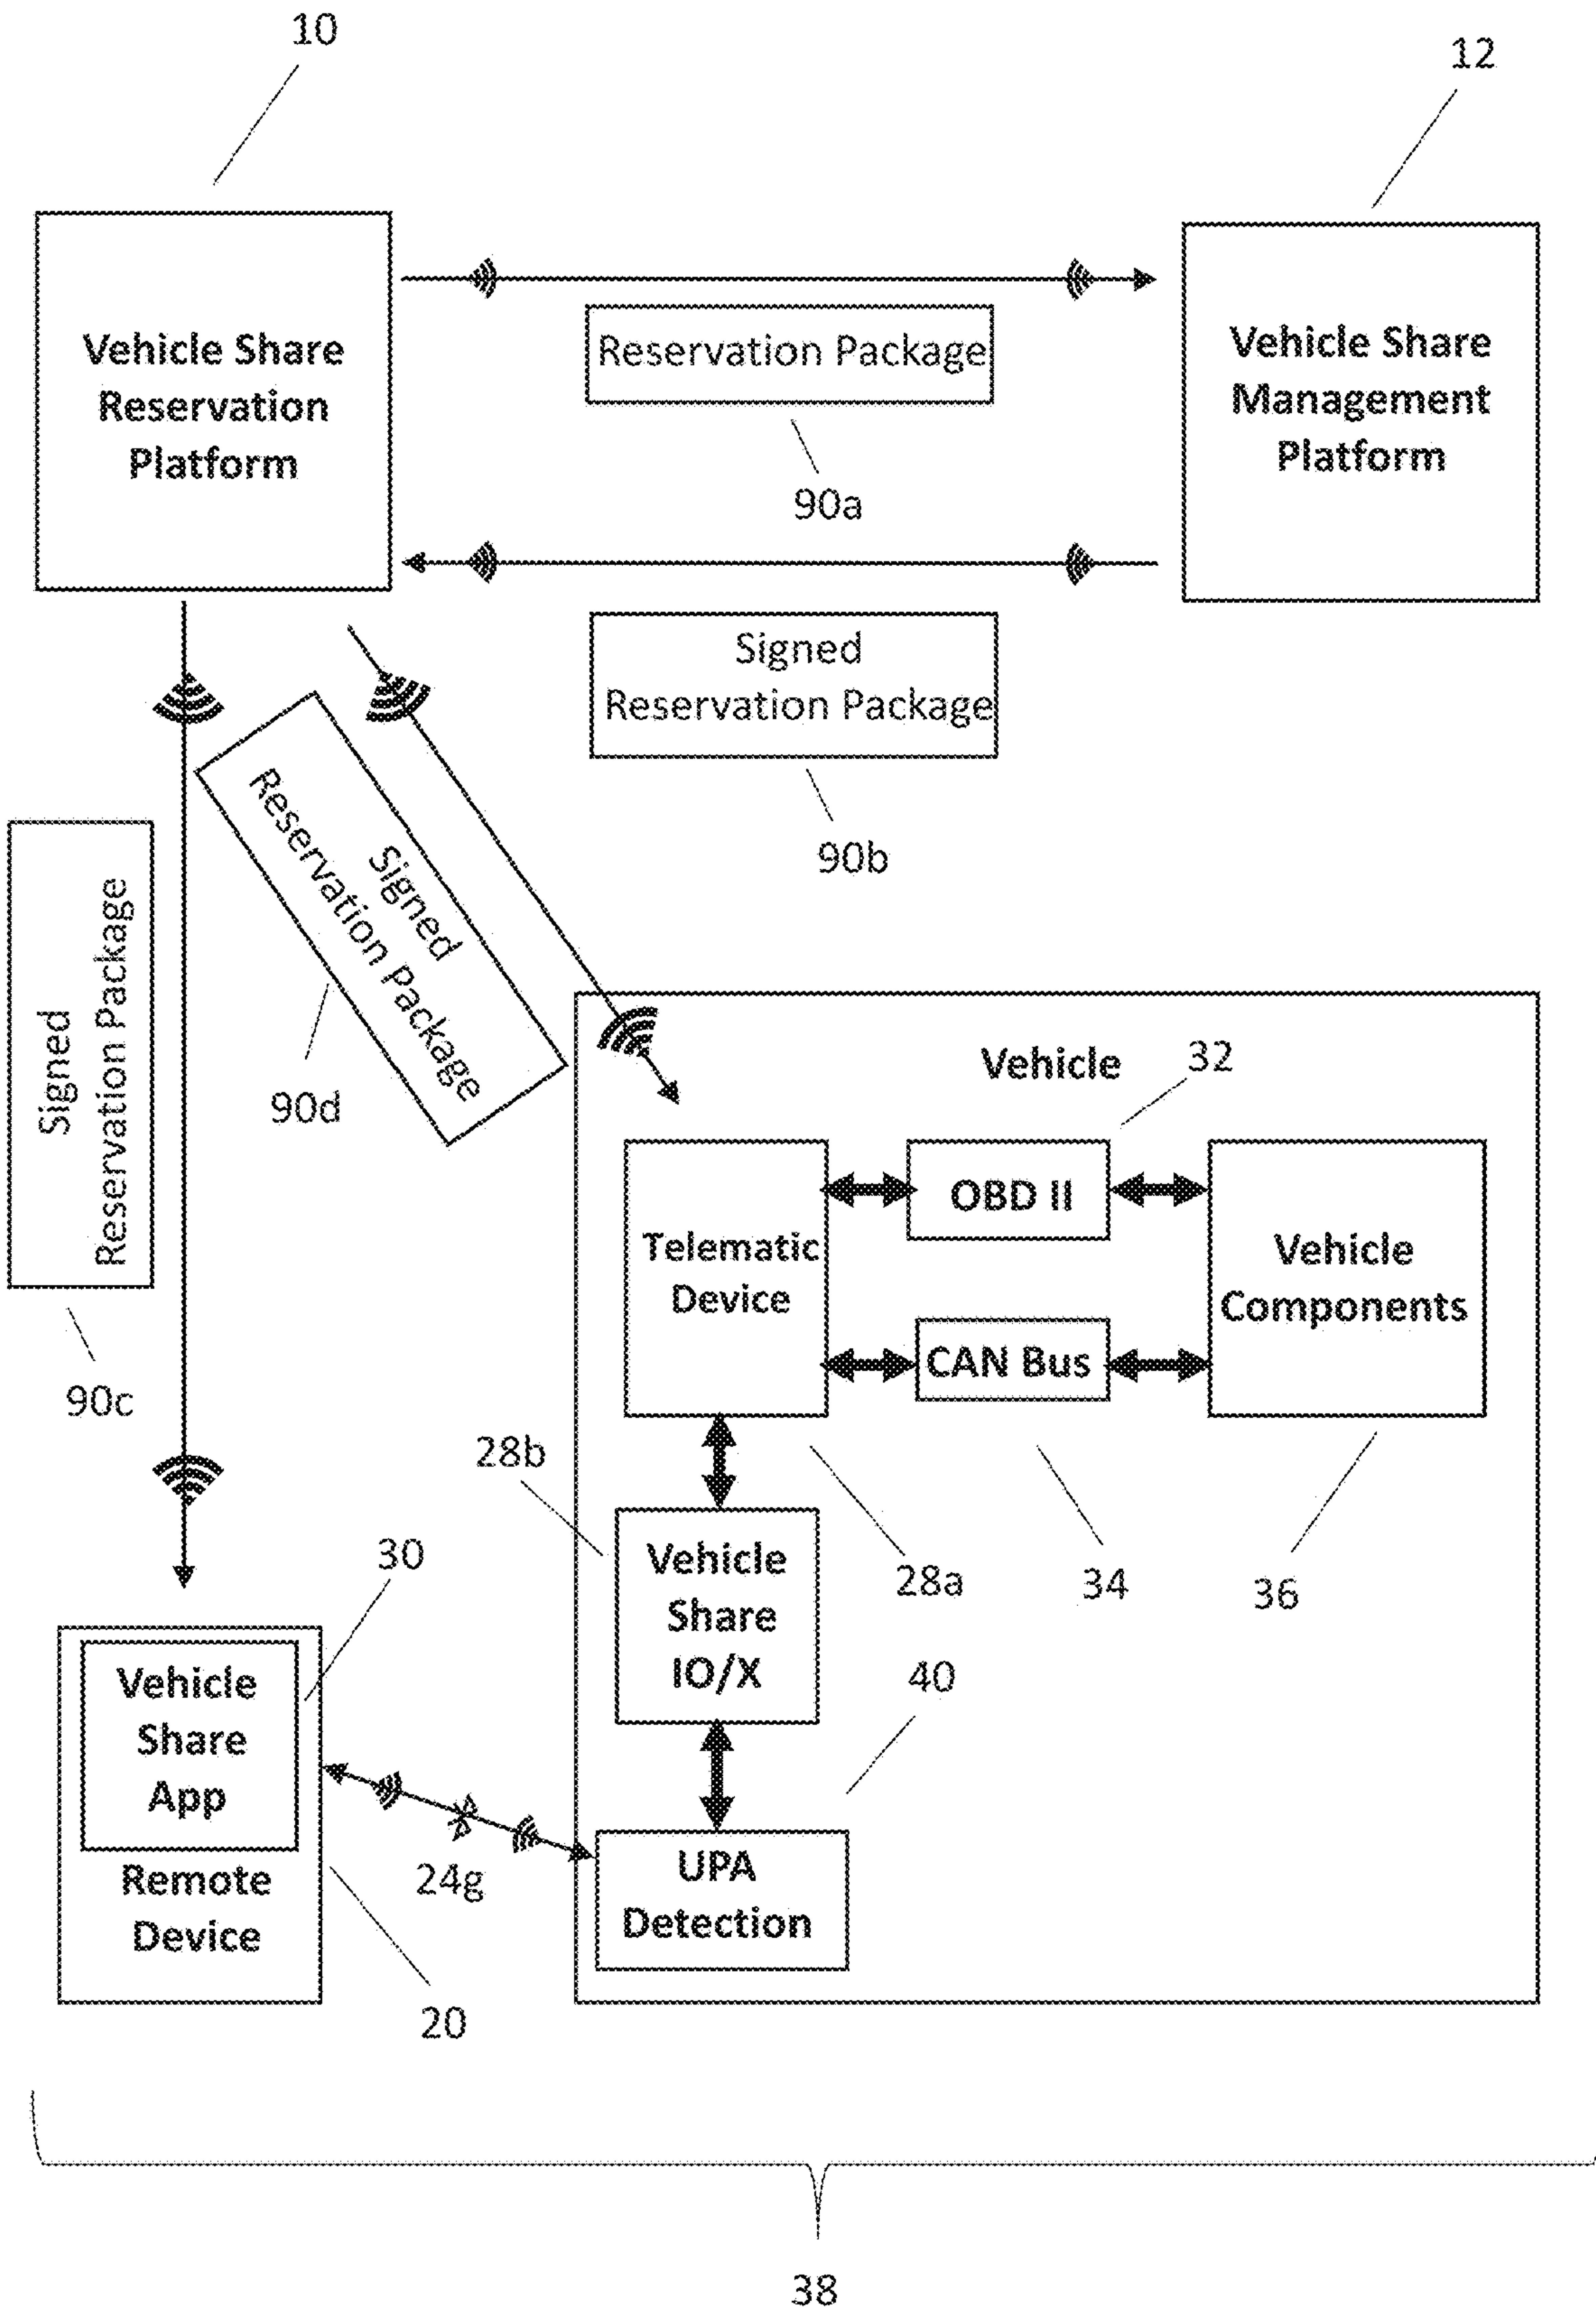 10
12
Vehicle Share
Reservation
Platform
Reservation Package
90a
Vehicle Share
Management
Platform
Signed
Reservation Package
90b
Signed
Reservation Package
90d
Signed
Reservation Package
90c
Vehicle
32
Telematic
Device
OBD II
CAN Bus
Vehicle
Components
28b
28a
34
36
Vehicle
Share
IO/X
40
30
Vehicle
Share
App
Remote
Device
24g
UPA
Detection
20
38